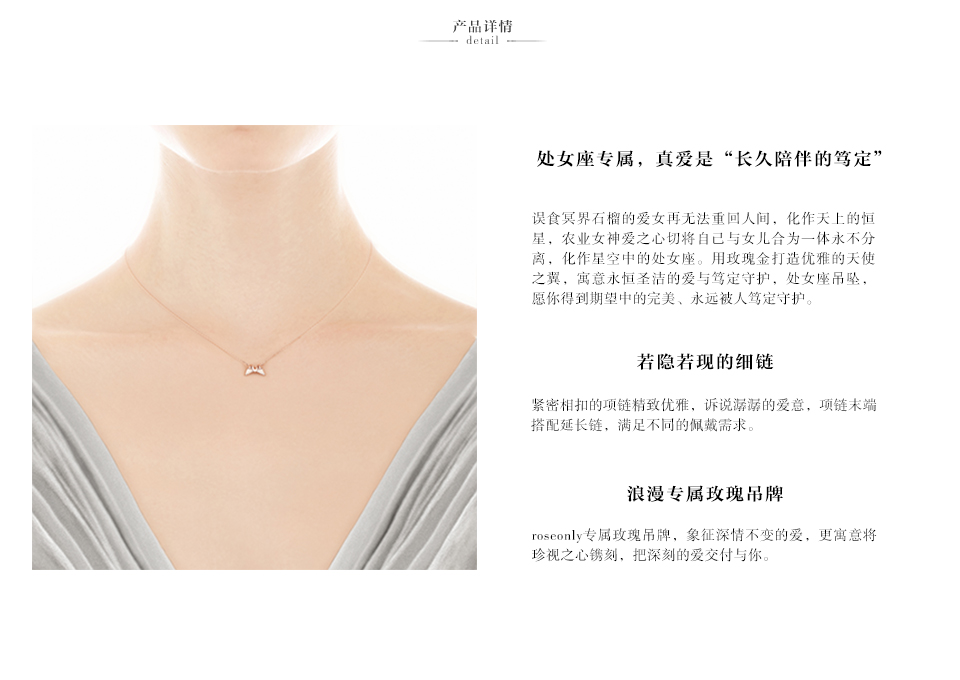 产品详情
detail
处女座专属，真爱是“长久陪伴的笃定”
误食冥界石榴的爱女再无法重回人间，化作天上的恒
星，农业女神爱之心切将自己与女儿合为一体永不分
离，化作星空中的处女座。用玫瑰金打造优雅的天使
之翼，寓意永恒圣洁的爱与笃定守护，处女座吊坠，
愿你得到期望中的完美、永远被人笃定守护。
若隐若现的细链
紧密相扣的项链精致优雅，诉说潺潺的爱意，项链末端
搭配延长链，满足不同的佩戴需求。
浪漫专属玫瑰吊牌
roseonly专属玫瑰吊牌，象征深情不变的爱，更寓意将
珍视之心镌刻，把深刻的爱交付与你。